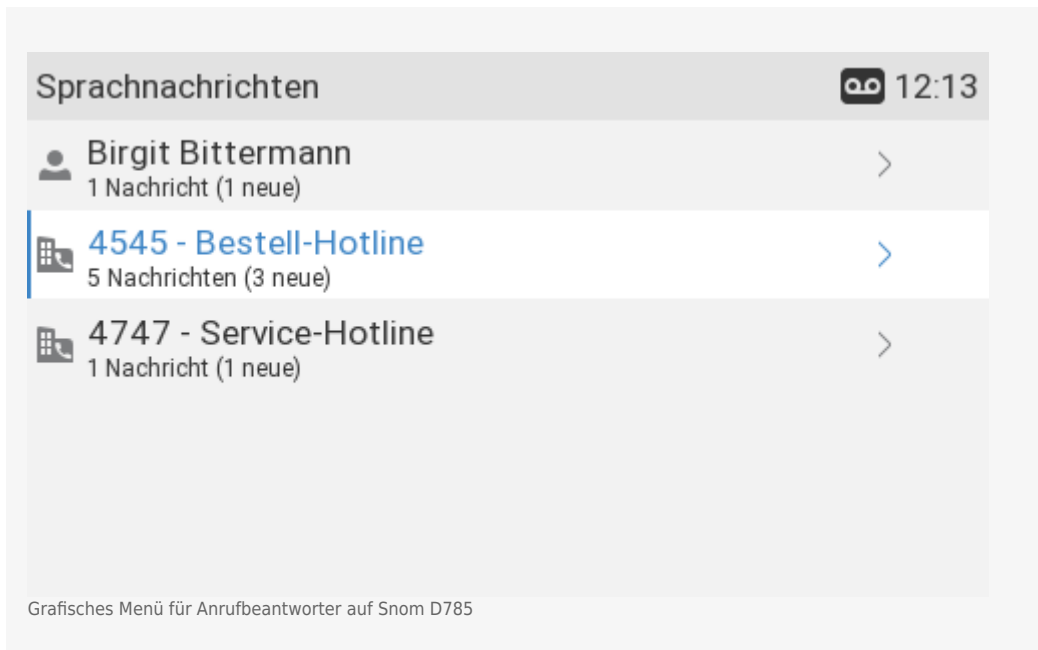 Sprachnachrichten 12:13
Birgit Bittermann
1 Nachricht (1 neue)
4545 - Bestell-Hotline
5 Nachrichten (3 neue)
4747 - Service-Hotline
1 Nachricht (1 neue)
Grafisches Menü für Anrufbeantworter auf Snom D785